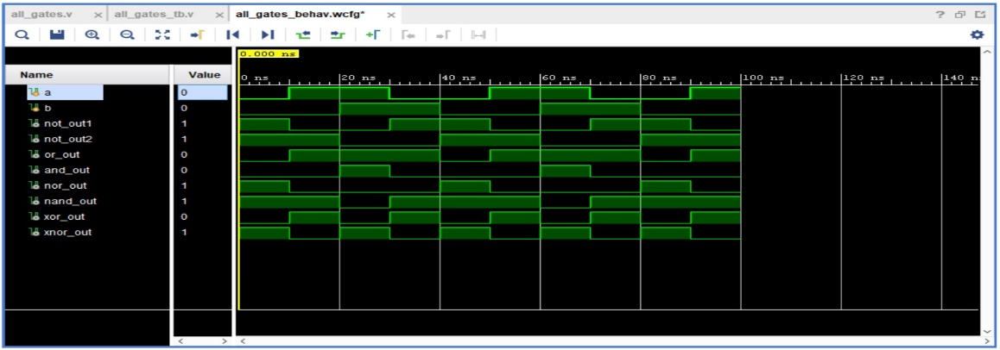 all_gates.v × all_gates_tb.v × all_gates_behav.wcfg* ×
0.000 ns
Name Value
0 ns 20 ns 40 ns 60 ns 80 ns 100 ns 120 ns 140 n
a 0
b 0
not_out1 1
not_out2 1
or_out 0
and_out 0
nor_out 1
nand_out 1
xor_out 0
xnor_out 1